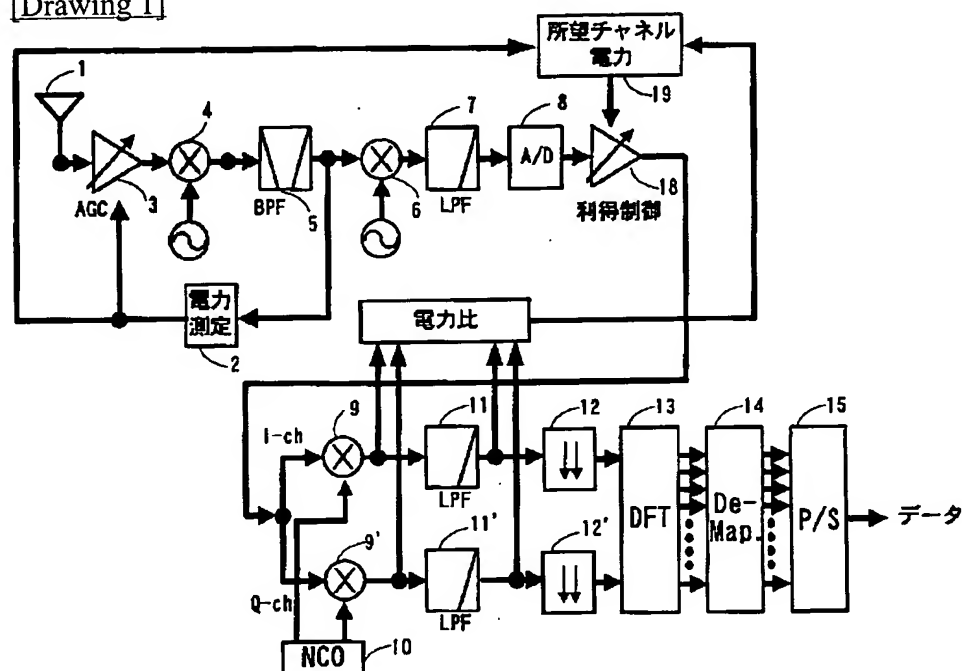 [Drawing 1]
所望チャネル
電力
19
1
4
7
8
A/D
3
AGC
BPF
5
6
LPF
18
利得制御
電力
測定
2
電力比
9
11
12
13
14
15
I-ch
LPF
DFT
De-
Map.
P/S
データ
9'
11'
12'
Q-ch
LPF
NCO
10